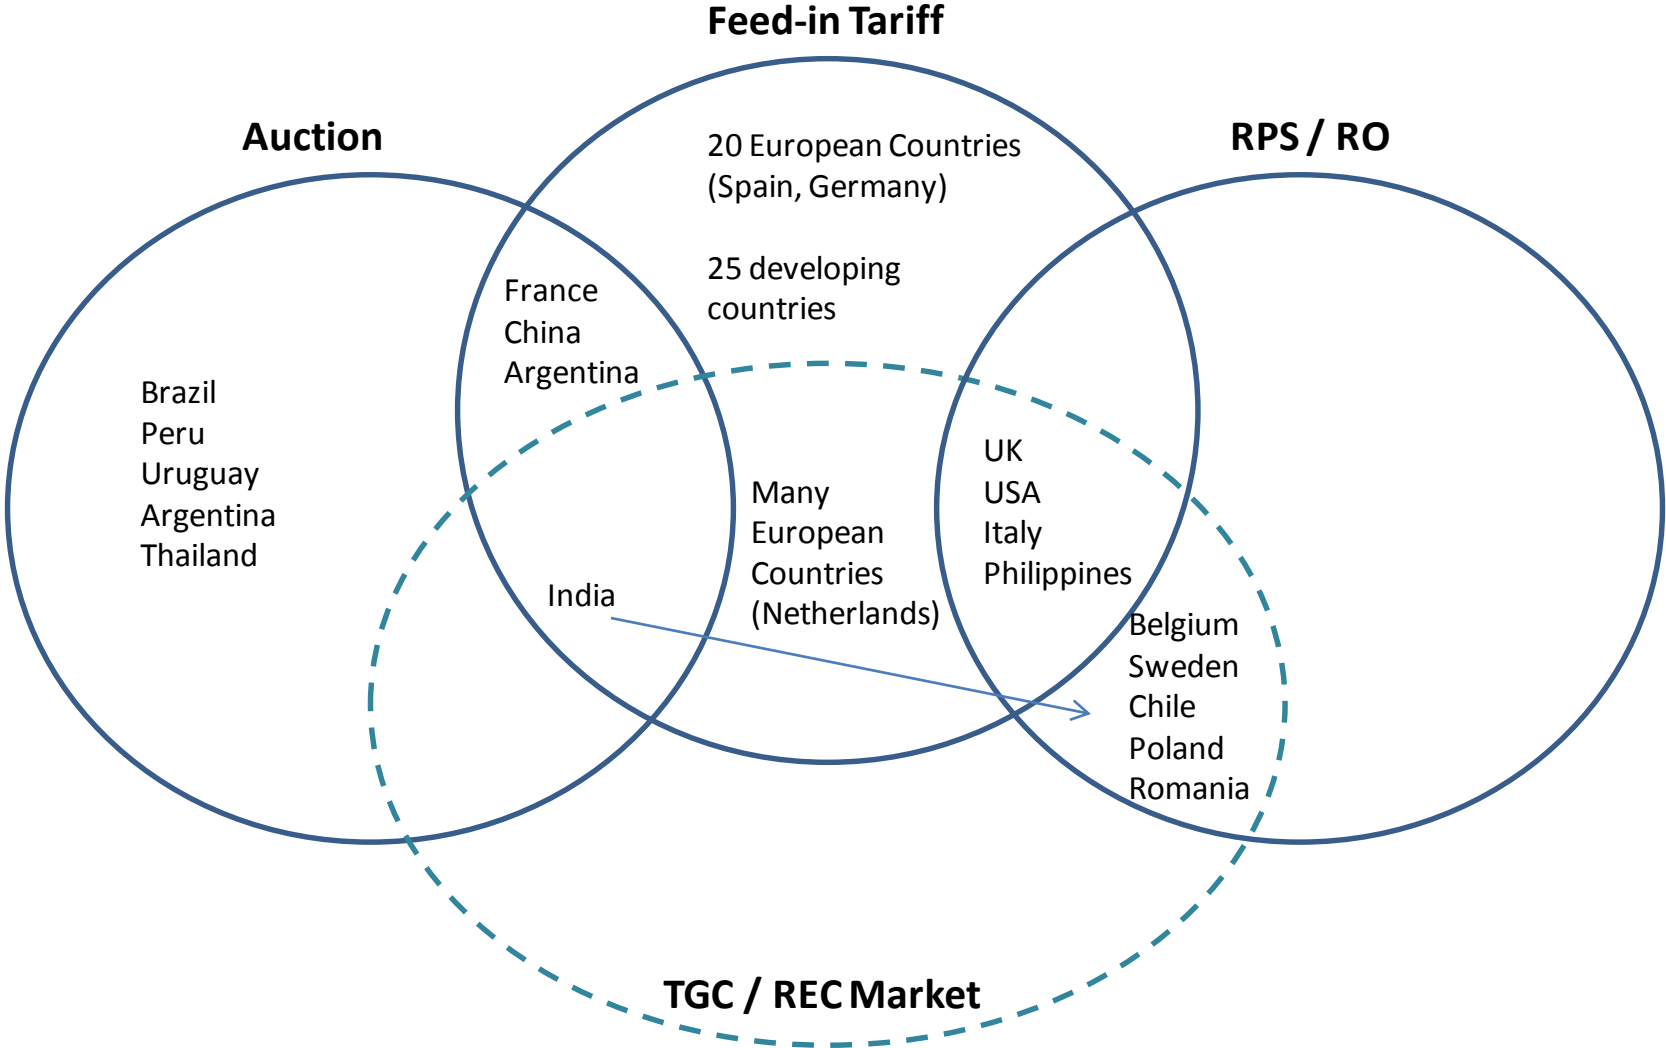 Feed-in Tariff
Auction
RPS / RO
20 European Countries
(Spain, Germany)
25 developing
countries
France
China
Argentina
Brazil
Peru
Uruguay
Argentina
Thailand
UK
USA
Italy
Philippines
Many
European
Countries
(Netherlands)
India
Belgium
Sweden
Chile
Poland
Romania
TGC / REC Market